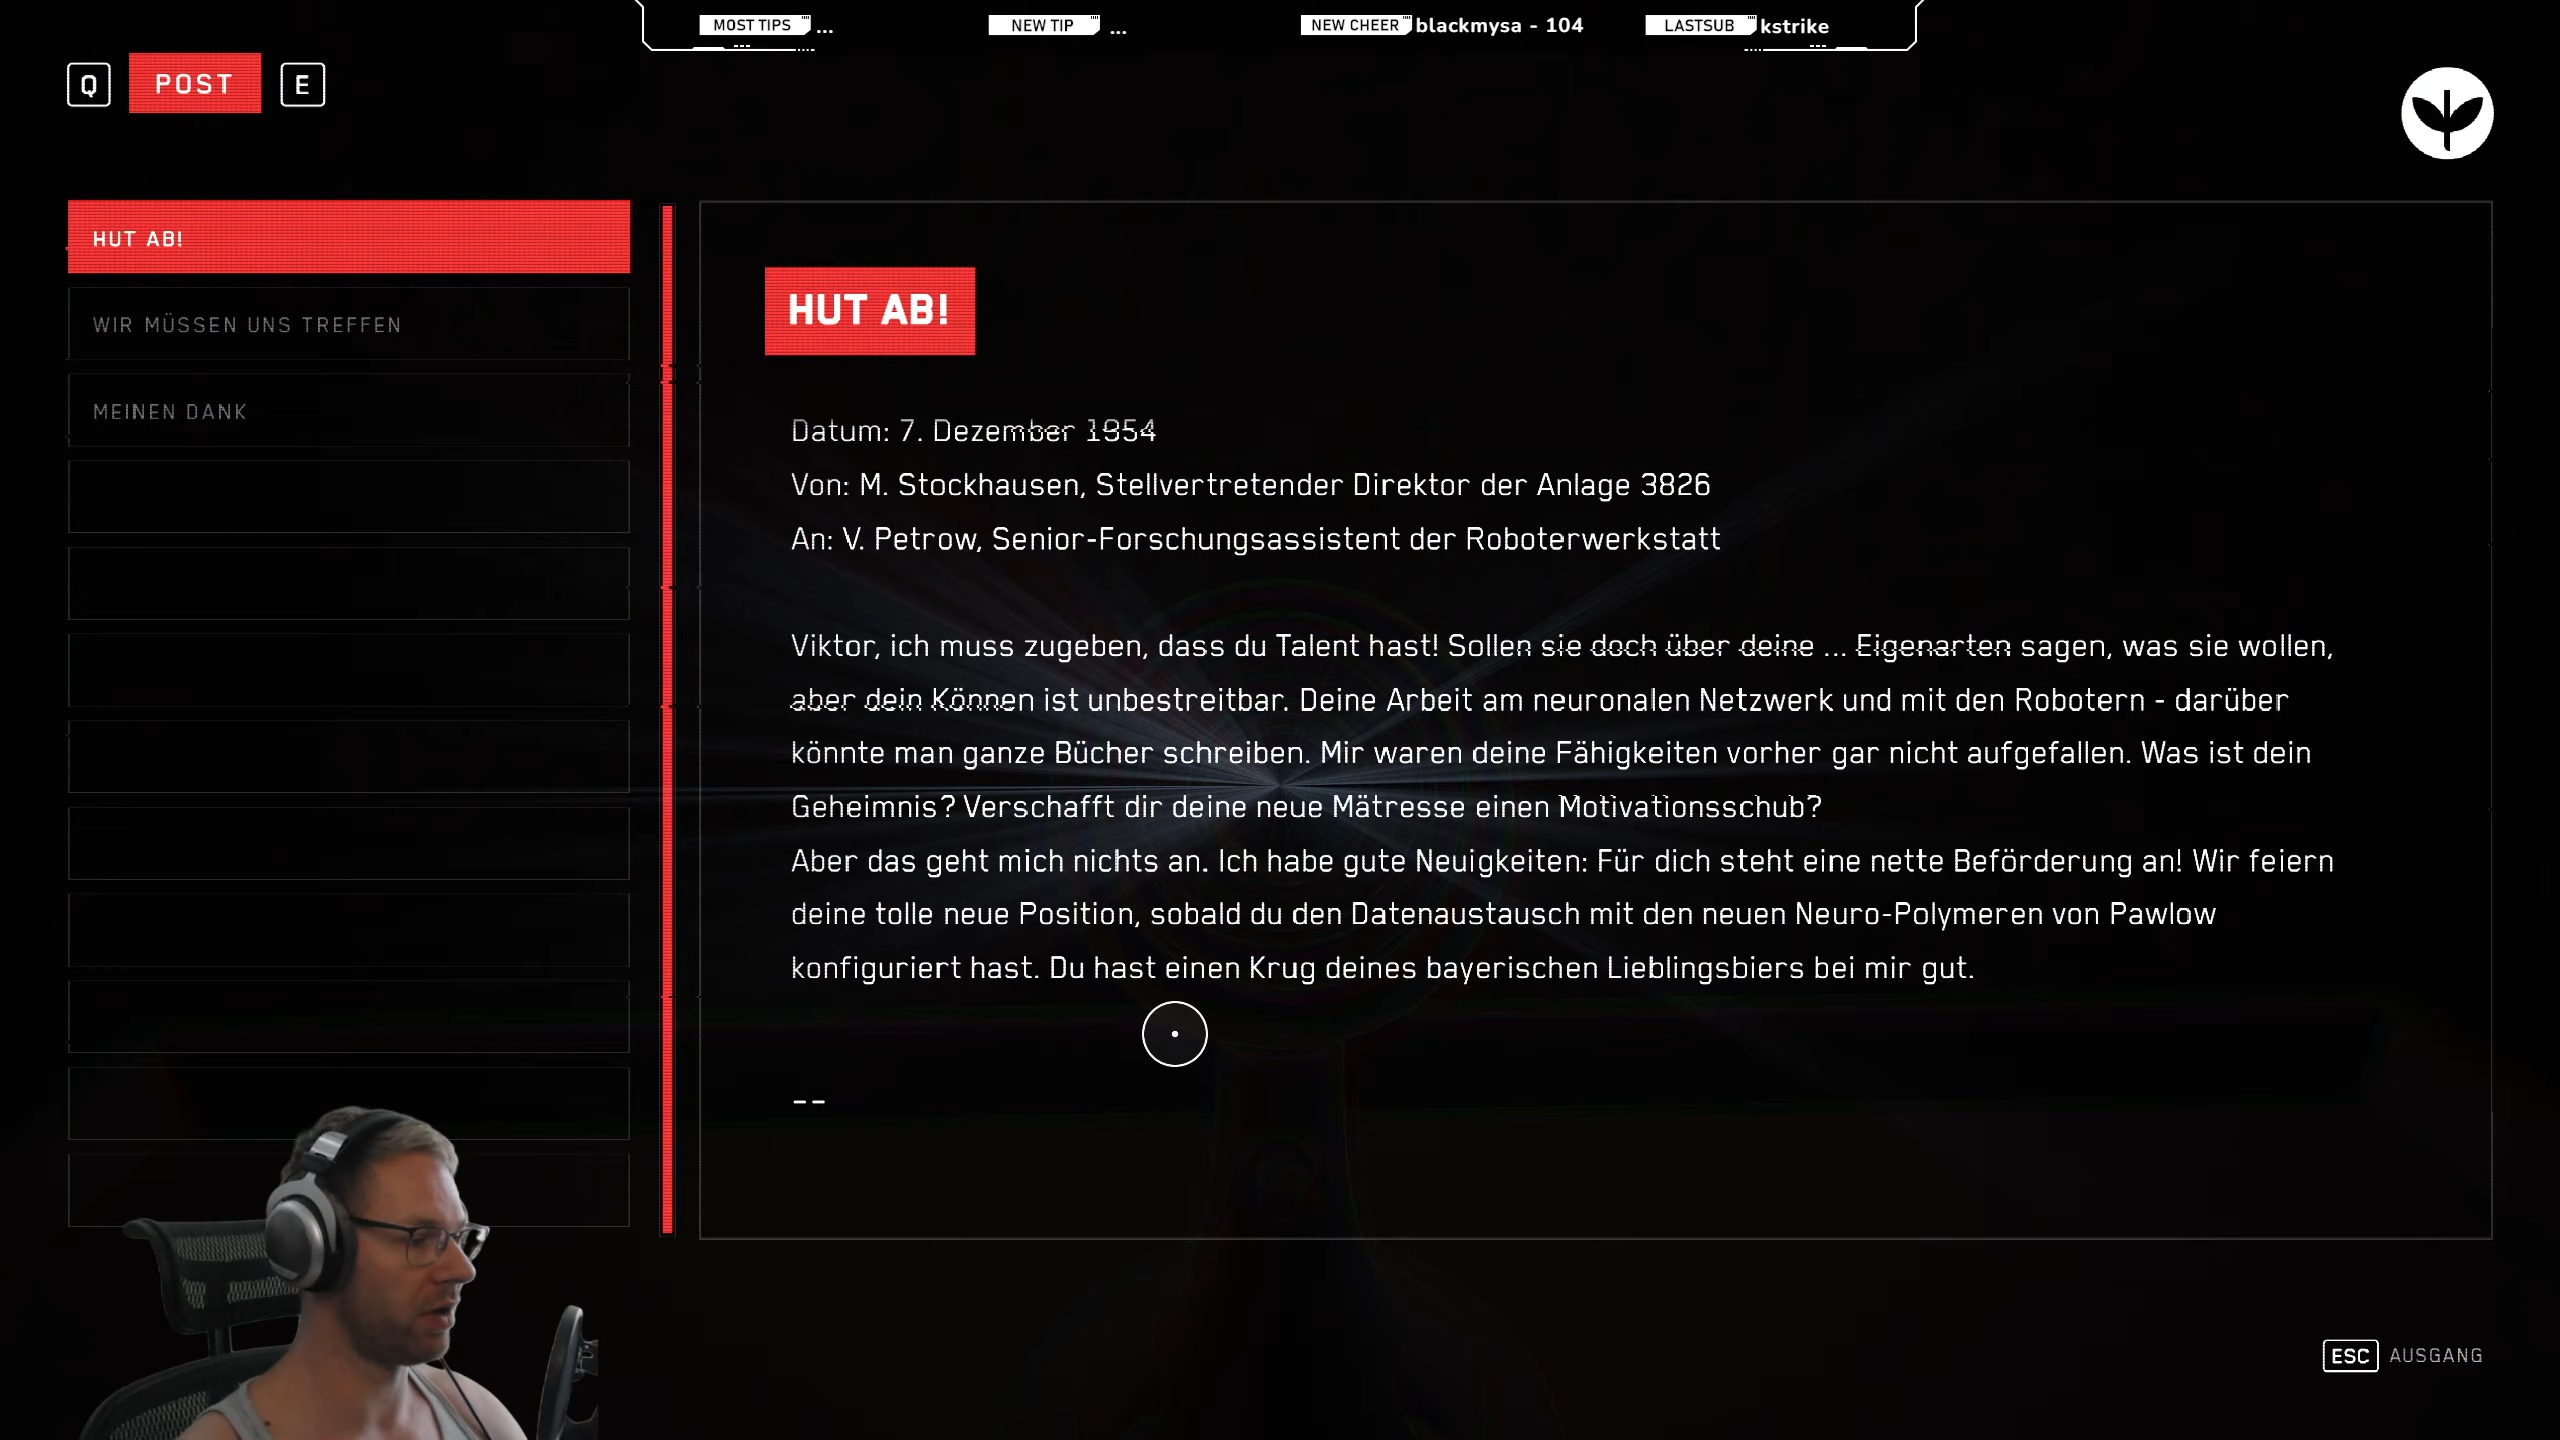 MOST TIPS ...
NEW TIP ...
NEW CHEER blackmysa - 104
LASTSUB kstrike
Q POST E
HUT AB!
WIR MÜSSEN UNS TREFFEN
MEINEN DANK
HUT AB!
Datum: 7. Dezember 1954
Von: M. Stockhausen, Stellvertretender Direktor der Anlage 3826
An: V. Petrow, Senior-Forschungsassistent der Roboterwerkstatt
Viktor, ich muss zugeben, dass du Talent hast! Sollen sie doch über deine ... Eigenarten sagen, was sie wollen,
aber dein Können ist unbestreitbar. Deine Arbeit am neuronalen Netzwerk und mit den Robotern - darüber
könnte man ganze Bücher schreiben. Mir waren deine Fähigkeiten vorher gar nicht aufgefallen. Was ist dein
Geheimnis? Verschafft dir deine neue Mätresse einen Motivationsschub?
Aber das geht mich nichts an. Ich habe gute Neuigkeiten: Für dich steht eine nette Beförderung an! Wir feiern
deine tolle neue Position, sobald du den Datenaustausch mit den neuen Neuro-Polymeren von Pawlow
konfiguriert hast. Du hast einen Krug deines bayerischen Lieblingsbiers bei mir gut.
--
ESC AUSGANG